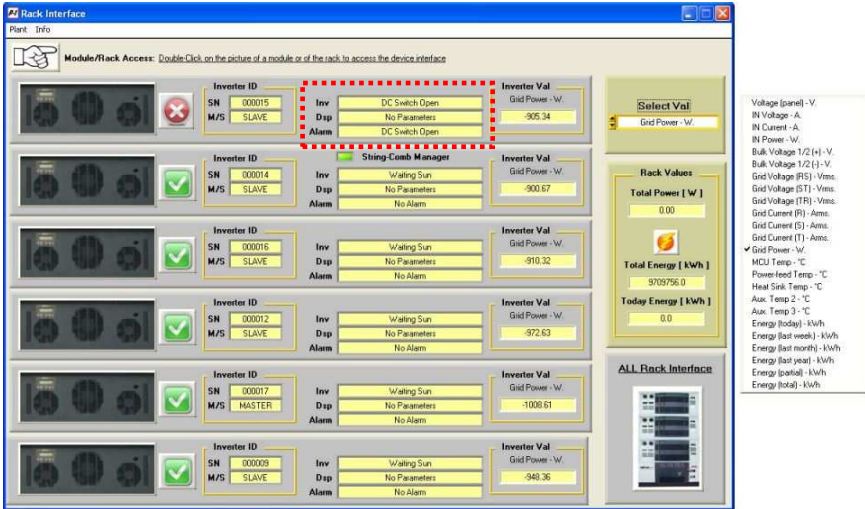 Rack Interface
Plant Info
Module/Rack Access: Double-Click on the picture of a module or of the rack to access the device interface
Inverter ID
SN 000015
M/S SLAVE
Inv DC Switch Open
Dsp No Parameters
Alarm DC Switch Open
Inverter Val
Grid Power - W.
-905.34
Inverter ID
SN 000014
M/S SLAVE
String-Comb Manager
Inv Waiting Sun
Dsp No Parameters
Alarm No Alarm
Inverter Val
Grid Power - W.
-900.67
Inverter ID
SN 000016
M/S SLAVE
Inv Waiting Sun
Dsp No Parameters
Alarm No Alarm
Inverter Val
Grid Power - W.
-910.32
Inverter ID
SN 000012
M/S SLAVE
Inv Waiting Sun
Dsp No Parameters
Alarm No Alarm
Inverter Val
Grid Power - W.
-972.63
Inverter ID
SN 000017
M/S MASTER
Inv Waiting Sun
Dsp No Parameters
Alarm No Alarm
Inverter Val
Grid Power - W.
-1008.61
Inverter ID
SN 000009
M/S SLAVE
Inv Waiting Sun
Dsp No Parameters
Alarm No Alarm
Inverter Val
Grid Power - W.
-948.36
Select Val
Grid Power - W.
Rack Values
Total Power [ W ]
0.00
Total Energy [ kWh ]
9709756.0
Today Energy [ kWh ]
0.0
ALL Rack Interface
Voltage (panel) - V.
IN Voltage - A.
IN Current - A.
IN Power - W.
Bulk Voltage 1/2 (+) - V.
Bulk Voltage 1/2 (-) - V.
Grid Voltage (RS) - Vrms.
Grid Voltage (ST) - Vrms.
Grid Voltage (TR) - Vrms.
Grid Current (R) - Arms.
Grid Current (S) - Arms.
Grid Current (T) - Arms.
Grid Power - W.
MCU Temp - °C
Power-feed Temp - °C
Heat Sink Temp - °C
Aux. Temp 2 - °C
Aux. Temp 3 - °C
Energy (today) - kWh
Energy (last week) - kWh
Energy (last month) - kWh
Energy (last year) - kWh
Energy (partial) - kWh
Energy (total) - kWh